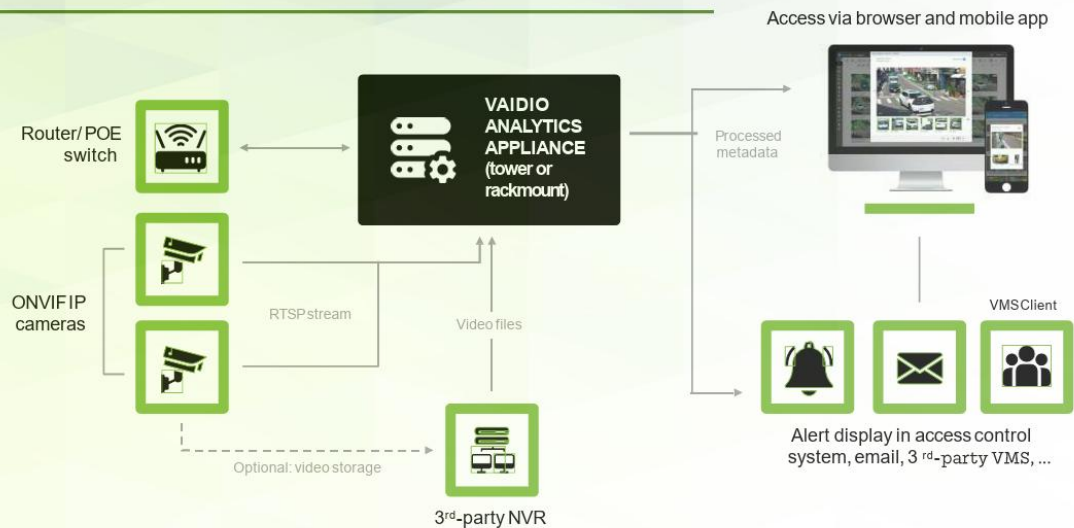 Access via browser and mobile app
Router/POE
switch
VAIDIO
ANALYTICS
APPLIANCE
(tower or
rackmount)
Processed
metadata
ONVIF IP
cameras
RTSP stream
Video files
VMS Client
Optional: video storage
3rd-party NVR
Alert display in access control
system, email, 3 rd-party VMS, ...